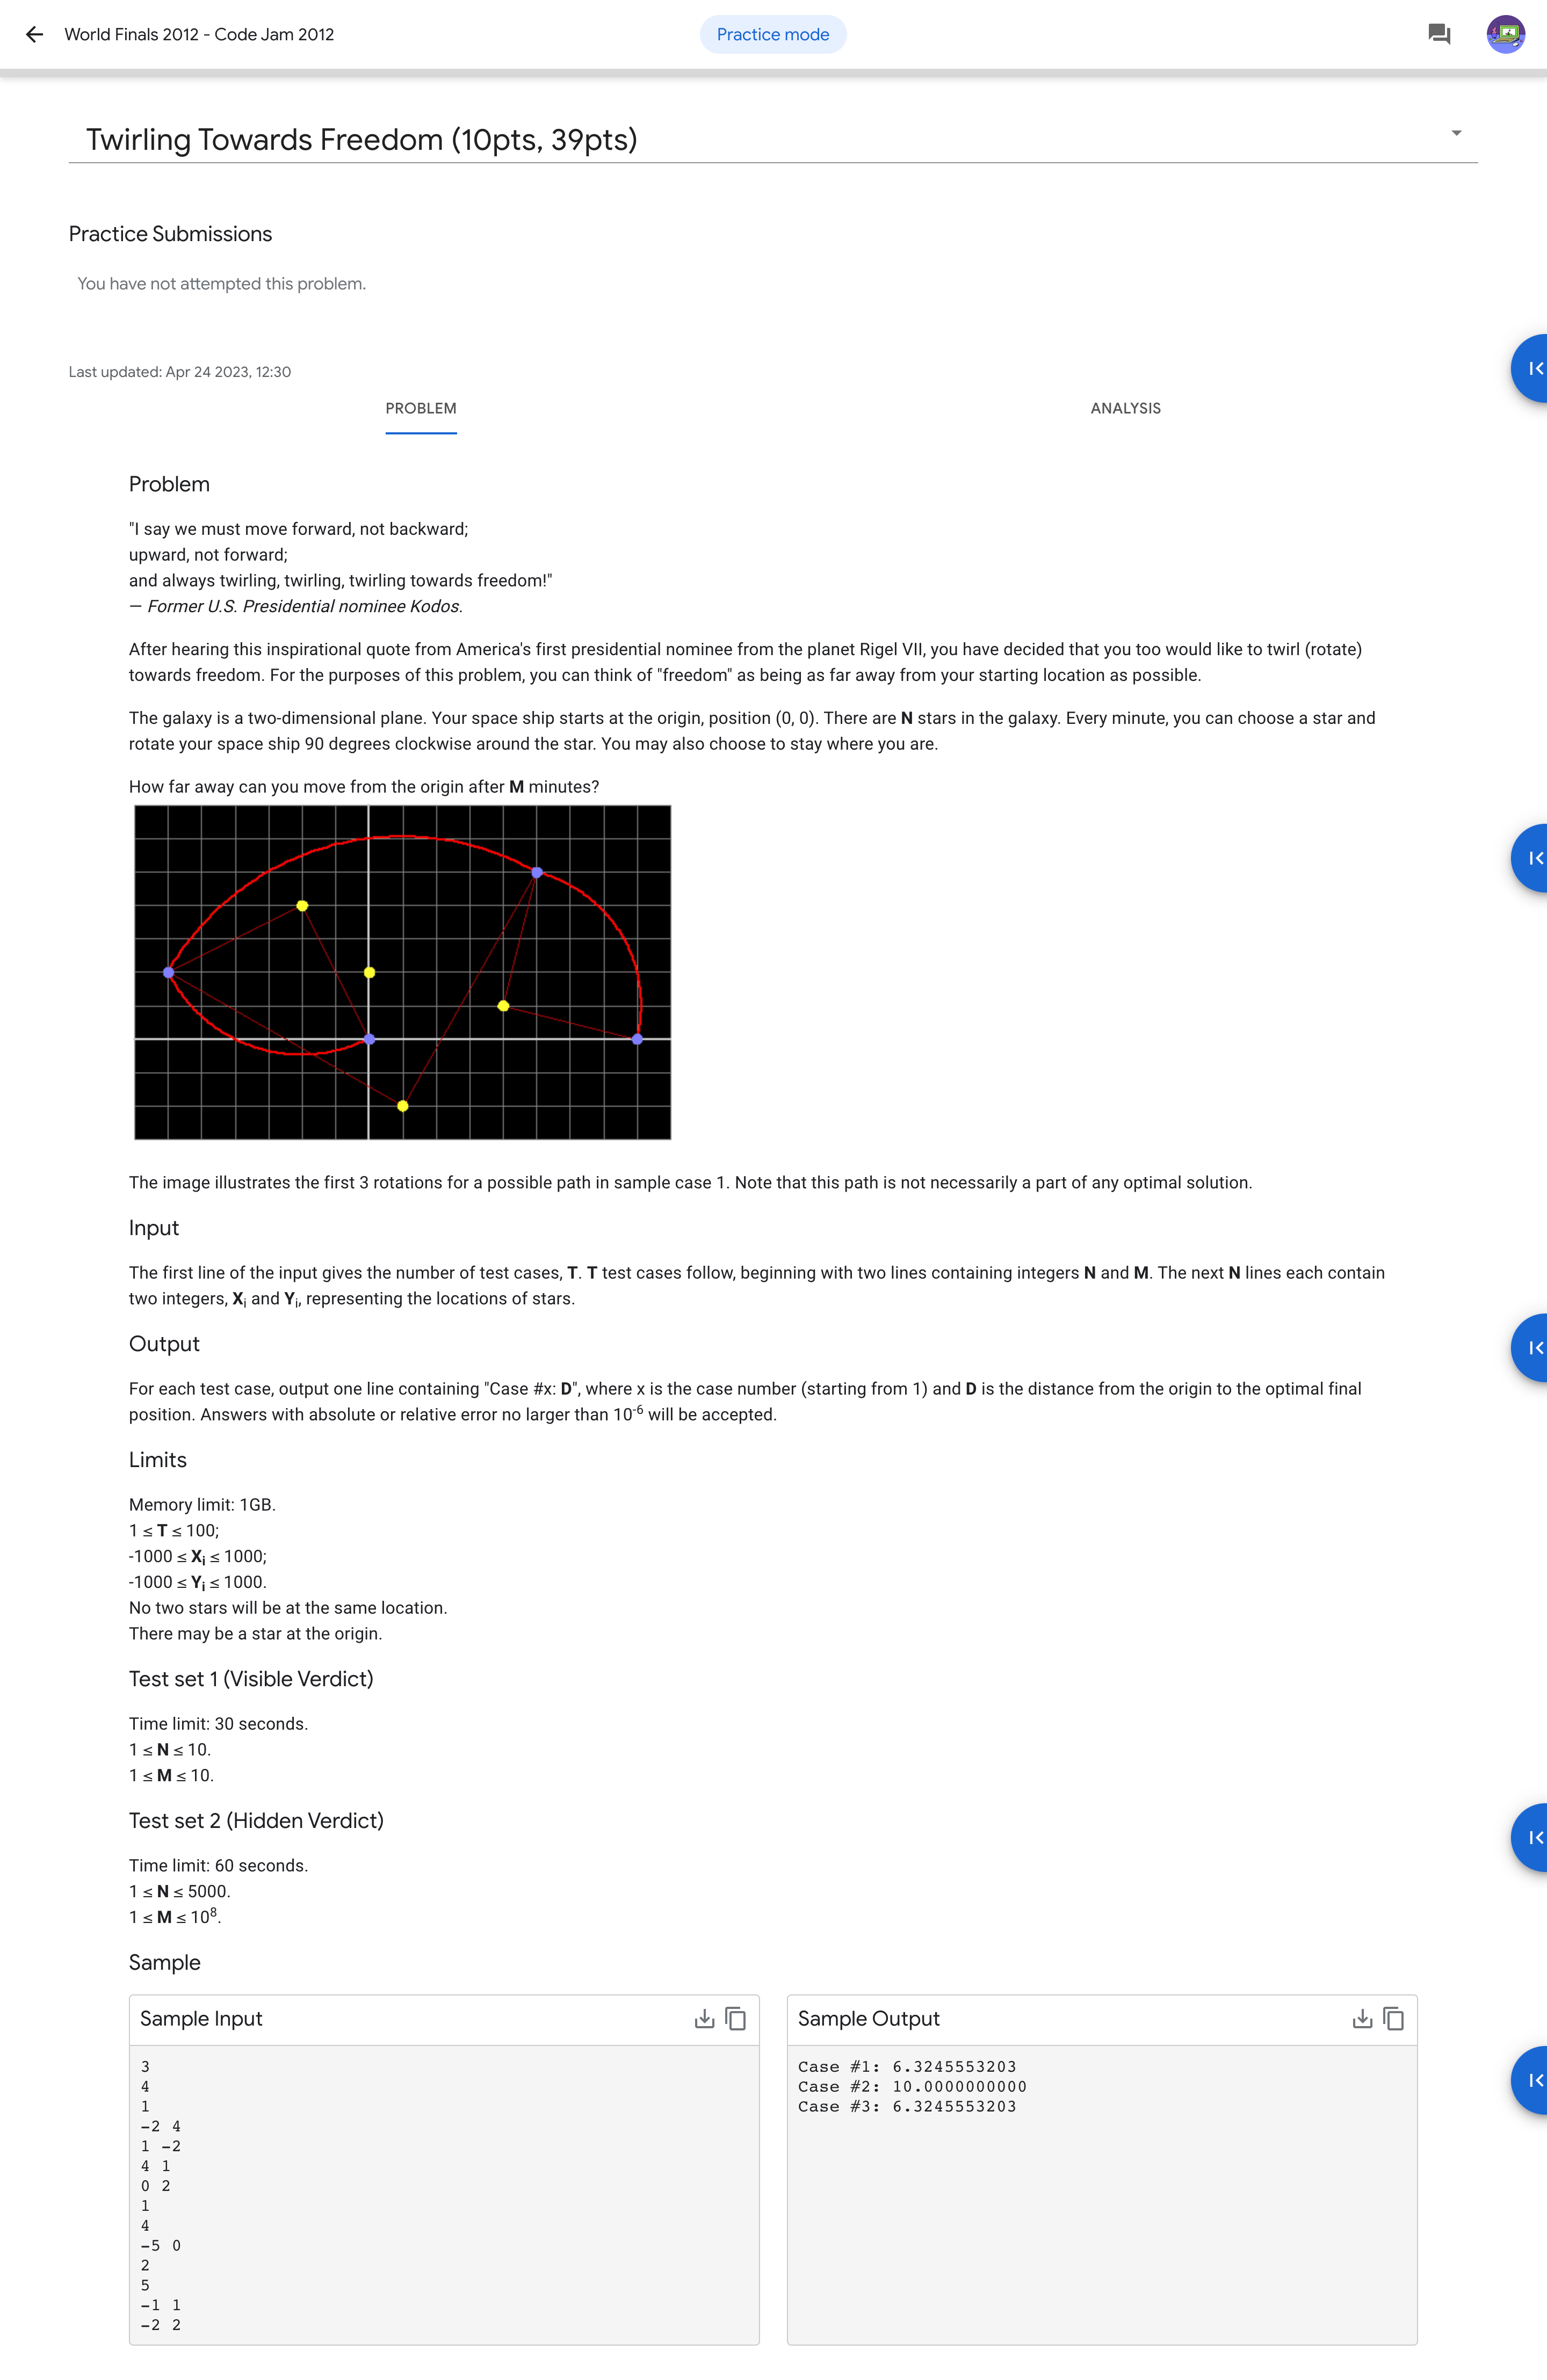 World Finals 2012 - Code Jam 2012
Practice mode
Twirling Towards Freedom (10pts, 39pts)
Practice Submissions
You have not attempted this problem.
Last updated: Apr 24 2023, 12:30
PROBLEM
ANALYSIS
Problem
"I say we must move forward, not backward;
upward, not forward;
and always twirling, twirling, twirling towards freedom!"
— Former U.S. Presidential nominee Kodos.
After hearing this inspirational quote from America's first presidential nominee from the planet Rigel VII, you have decided that you too would like to twirl (rotate)
towards freedom. For the purposes of this problem, you can think of "freedom" as being as far away from your starting location as possible.
The galaxy is a two-dimensional plane. Your space ship starts at the origin, position (0, 0). There are N stars in the galaxy. Every minute, you can choose a star and
rotate your space ship 90 degrees clockwise around the star. You may also choose to stay where you are.
How far away can you move from the origin after M minutes?
The image illustrates the first 3 rotations for a possible path in sample case 1. Note that this path is not necessarily a part of any optimal solution.
Input
The first line of the input gives the number of test cases, T. T test cases follow, beginning with two lines containing integers N and M. The next N lines each contain
two integers, Xi and Yi, representing the locations of stars.
Output
For each test case, output one line containing "Case #x: D", where x is the case number (starting from 1) and D is the distance from the origin to the optimal final
position. Answers with absolute or relative error no larger than 10-6 will be accepted.
Limits
Memory limit: 1GB.
1 ≤ T ≤ 100;
-1000 ≤ Xi ≤ 1000;
-1000 ≤ Yi ≤ 1000.
No two stars will be at the same location.
There may be a star at the origin.
Test set 1 (Visible Verdict)
Time limit: 30 seconds.
1 ≤ N ≤ 10.
1 ≤ M ≤ 10.
Test set 2 (Hidden Verdict)
Time limit: 60 seconds.
1 ≤ N ≤ 5000.
1 ≤ M ≤ 10^8.
Sample
Sample Input
3
4
1
-2 4
1 -2
4 1
0 2
1
4
-5 0
2
5
-1 1
-2 2
Sample Output
Case #1: 6.3245553203
Case #2: 10.0000000000
Case #3: 6.3245553203